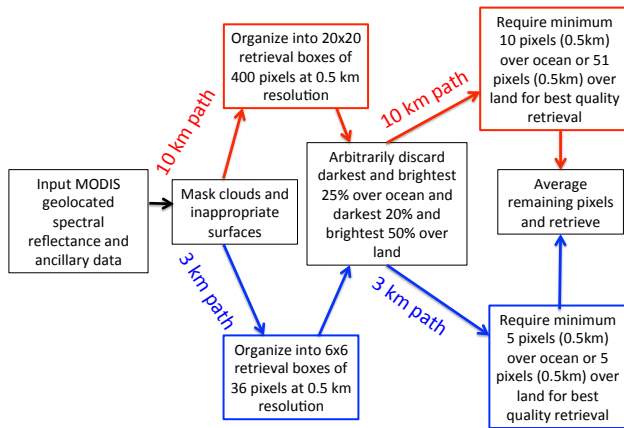 Input MODIS
geolocated
spectral
reflectance and
ancillary data
Mask clouds and
inappropriate
surfaces
10 km path
Organize into 20x20
retrieval boxes of
400 pixels at 0.5 km
resolution
3 km path
Organize into 6x6
retrieval boxes of
36 pixels at 0.5 km
resolution
Arbitrarily discard
darkest and brightest
25% over ocean and
darkest 20% and
brightest 50% over
land
10 km path
Require minimum
10 pixels (0.5km)
over ocean or 51
pixels (0.5km) over
land for best quality
retrieval
3 km path
Require minimum
5 pixels (0.5km)
over ocean or 5
pixels (0.5km) over
land for best
quality retrieval
Average
remaining pixels
and retrieve